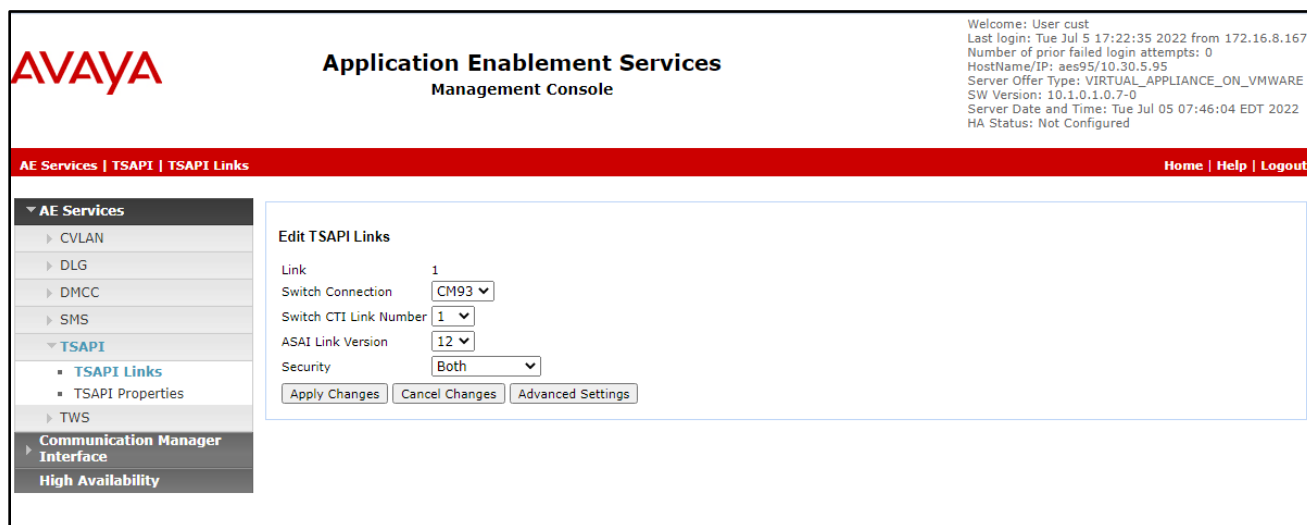 AVAYA
Application Enablement Services
Management Console
Welcome: User cust
Last login: Tue Jul 5 17:22:35 2022 from 172.16.8.167
Number of prior failed login attempts: 0
HostName/IP: aes95/10.30.5.95
Server Offer Type: VIRTUAL_APPLIANCE_ON_VMWARE
SW Version: 10.1.0.1.0.7-0
Server Date and Time: Tue Jul 05 07:46:04 EDT 2022
HA Status: Not Configured
AE Services | TSAPI | TSAPI Links
Home | Help | Logout
AE Services
CVLAN
DLG
DMCC
SMS
TSAPI
TSAPI Links
TSAPI Properties
TWS
Communication Manager
Interface
High Availability
Edit TSAPI Links
Link 1
Switch Connection CM93
Switch CTI Link Number 1
ASAI Link Version 12
Security Both
Apply Changes Cancel Changes Advanced Settings